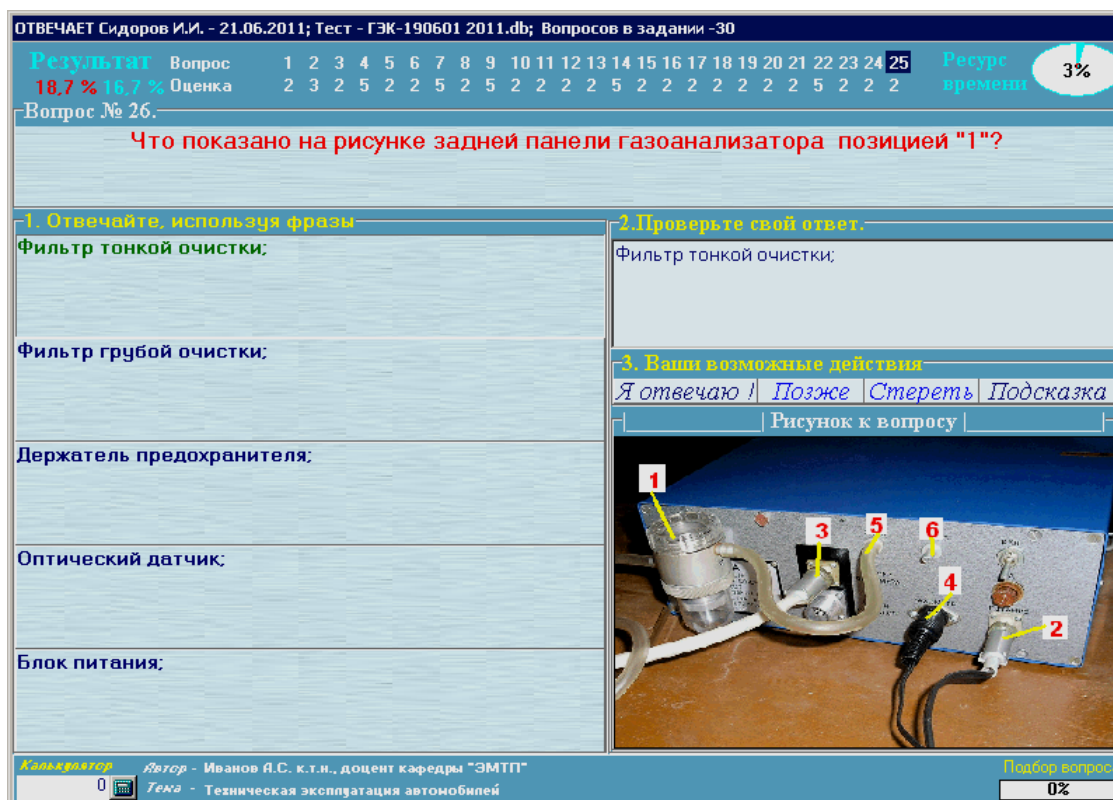 ОТВЕЧАЕТ Сидоров И.И. - 21.06.2011; Тест - ГЭК-190601 2011.db; Вопросов в задании -30
Результат Вопрос 1 2 3 4 5 6 7 8 9 10 11 12 13 14 15 16 17 18 19 20 21 22 23 24 25 Ресурс
18,7 % 16,7 % Оценка 2 3 2 5 2 2 5 2 5 2 2 2 2 5 2 2 2 2 2 2 2 5 2 2 2 времени 3%
Вопрос № 26.
Что показано на рисунке задней панели газоанализатора позицией "1"?
1. Отвечайте, используя фразы
Фильтр тонкой очистки;
Фильтр грубой очистки;
Держатель предохранителя;
Оптический датчик;
Блок питания;
2.Проверьте свой ответ.
Фильтр тонкой очистки;
3. Ваши возможные действия
Я отвечаю ! Позже Стереть Подсказка
Рисунок к вопросу
1
3
5
6
4
2
Калькулятор
0
Автор - Иванов А.С. к.т.н., доцент кафедры "ЭМТП"
Тема - Техническая эксплуатация автомобилей
Подбор вопрос
0%